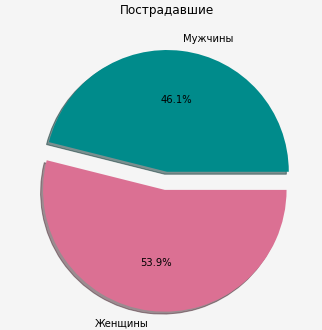 Пострадавшие
Мужчины
46.1%
53.9%
Женщины